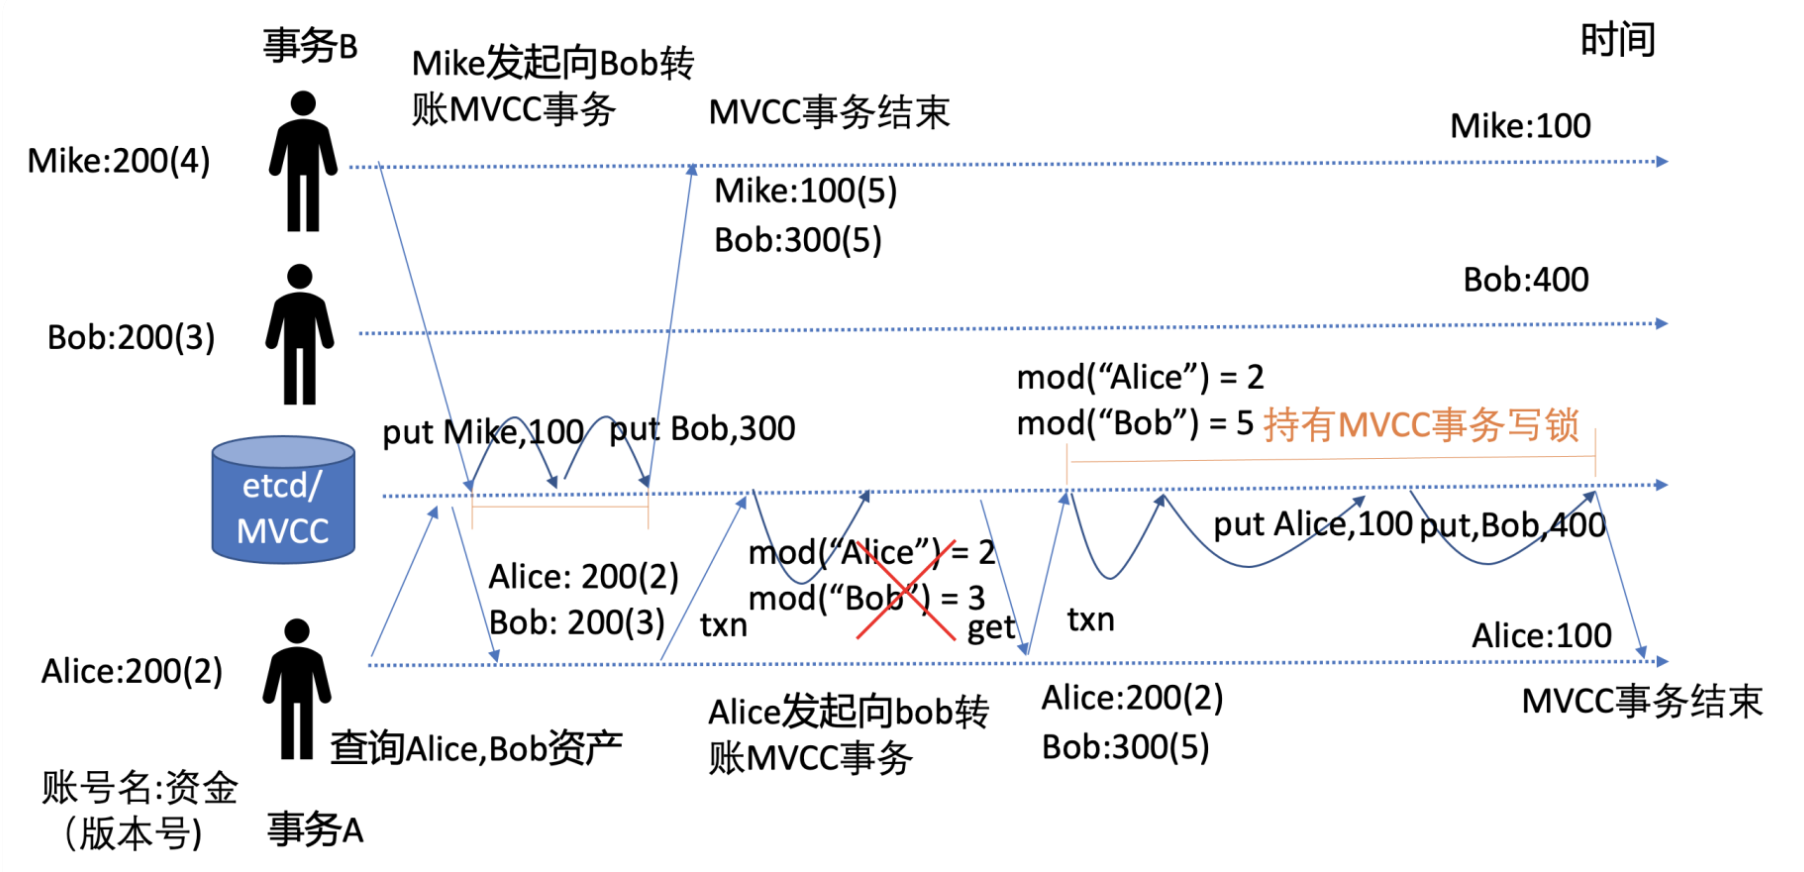 事务B
Mike发起向Bob转
账MVCC事务
MVCC事务结束
时间
Mike:200(4)
Mike:100
Mike:100(5)
Bob:300(5)
Bob:200(3)
Bob:400
mod(“Alice”) = 2
mod(“Bob”) = 5
持有MVCC事务写锁
put Mike,100
put Bob,300
etcd/
MVCC
put Alice,100
put,Bob,400
Alice: 200(2)
Bob: 200(3)
txn
mod(“Alice”) = 2
mod(“Bob”) = 3
get
txn
Alice:200(2)
Alice:100
查询Alice,Bob资产
Alice发起向bob转
账MVCC事务
Alice:200(2)
Bob:300(5)
MVCC事务结束
账号名:资金
（版本号)
事务A